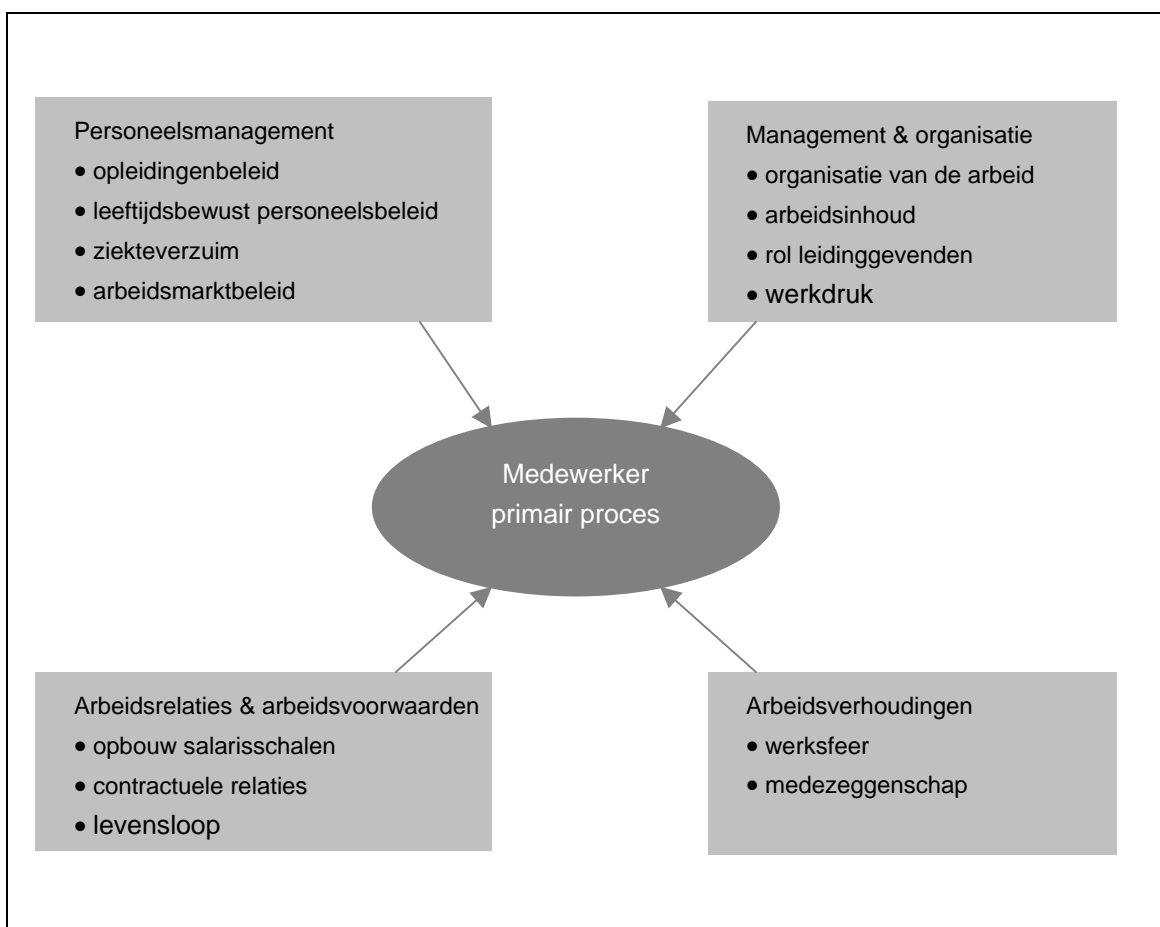 Personeelsmanagement
• opleidingenbeleid
• leeftijdsbewust personeelsbeleid
• ziekteverzuim
• arbeidsmarktbeleid
Management & organisatie
• organisatie van de arbeid
• arbeidsinhoud
• rol leidinggevenden
• werkdruk
Medewerker
primair proces
Arbeidsrelaties & arbeidsvoorwaarden
• opbouw salarisschalen
• contractuele relaties
• levensloop
Arbeidsverhoudingen
• werksfeer
• medezeggenschap